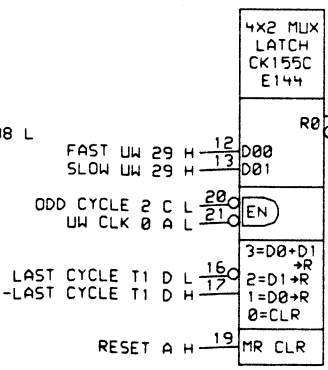 4X2 MUX
LATCH
CK155C
E144
R0
08 L
FAST UW 29 H 12 D00
SLOW UW 29 H 13 D01
ODD CYCLE 2 C L 20
UW CLK 0 A L 21
EN
3=D0+D1
→R
LAST CYCLE T1 D L 16
2=D1→R
-LAST CYCLE T1 D H 17
1=D0→R
0=CLR
RESET A H 19 MR CLR